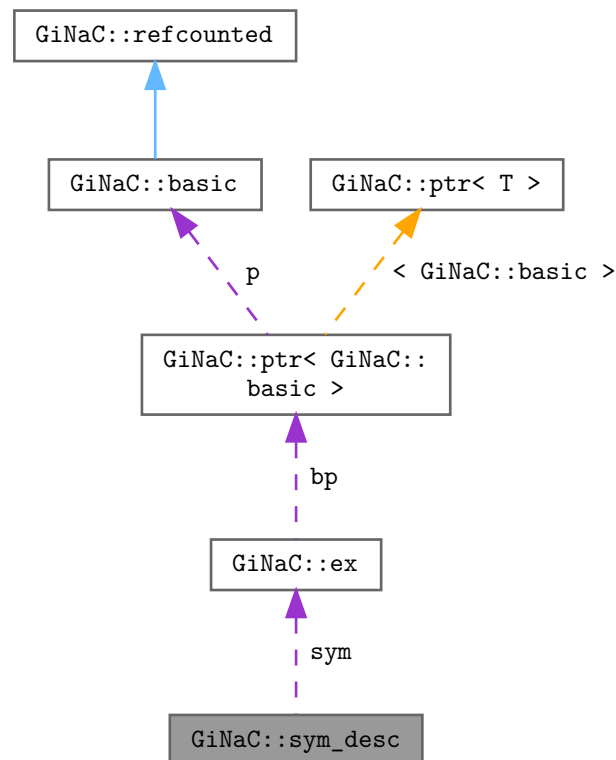 GiNaC::refcounted
GiNaC::basic
GiNaC::ptr< T >
p
< GiNaC::basic >
GiNaC::ptr< GiNaC::
basic >
bp
GiNaC::ex
sym
GiNaC::sym_desc